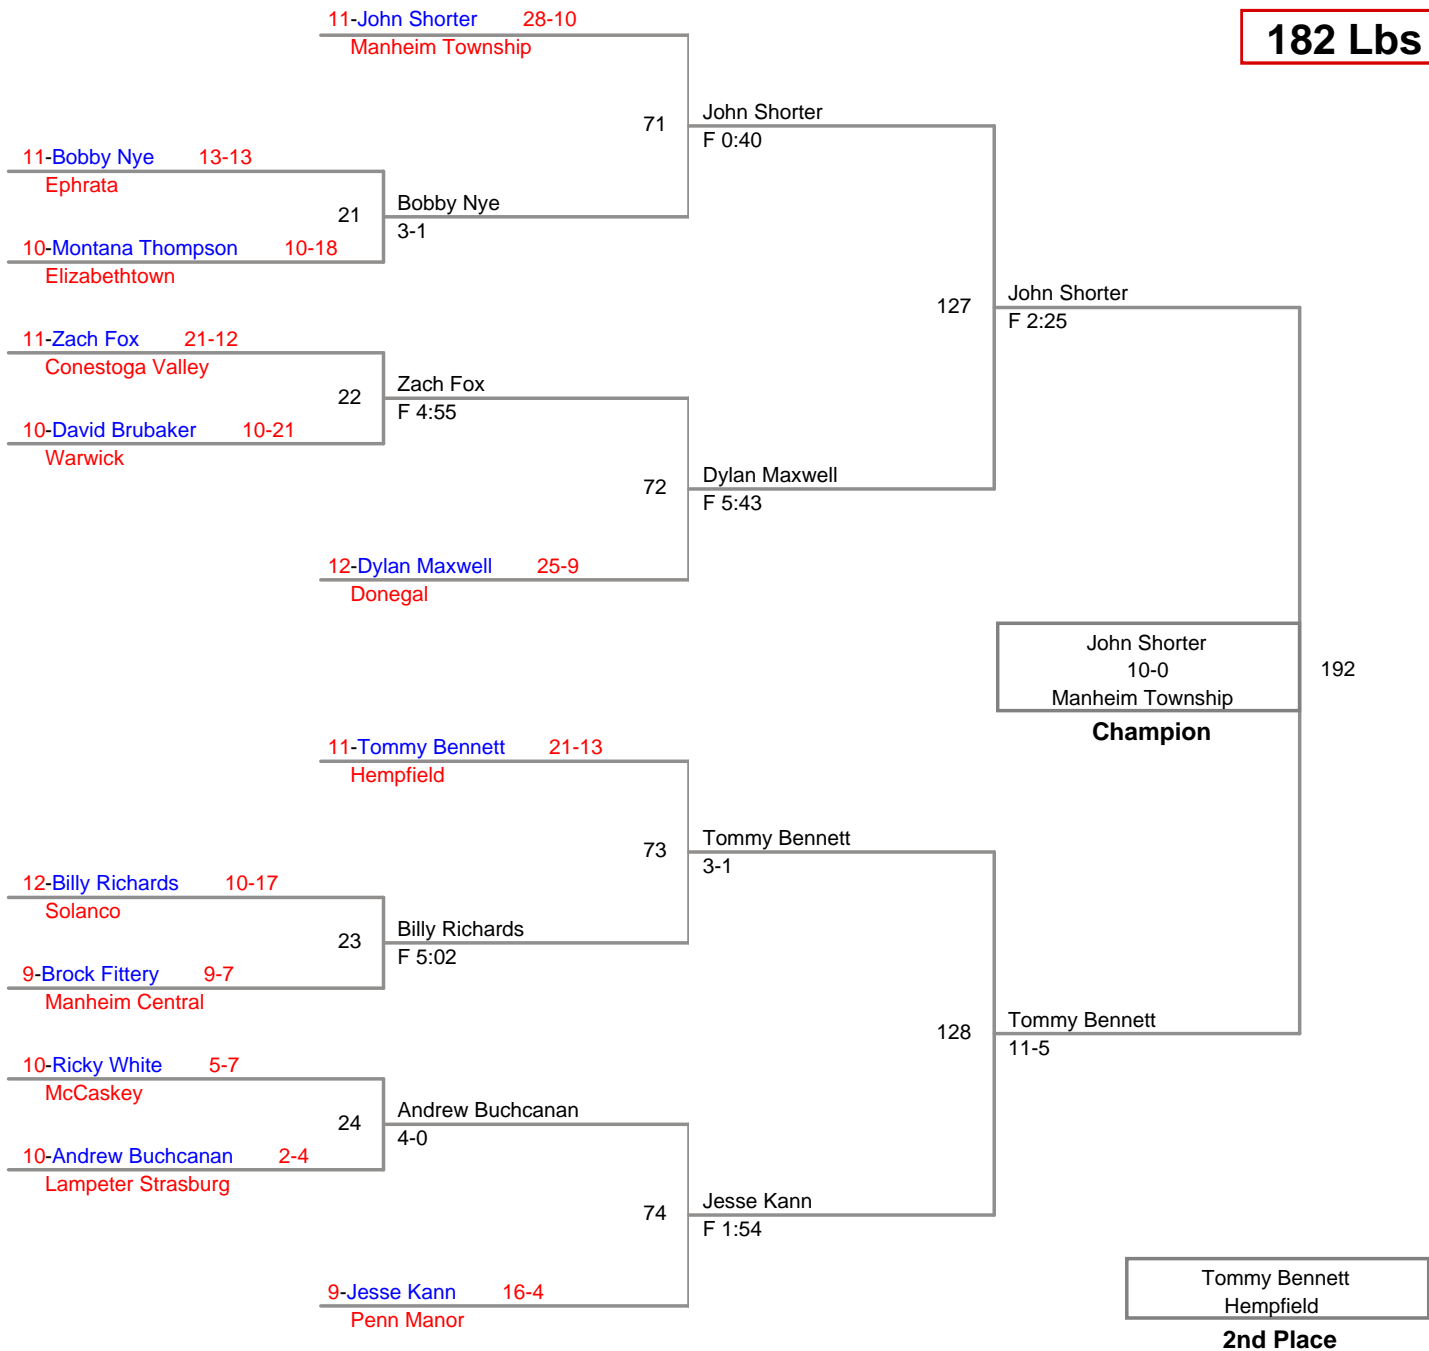 11-John Shorter 28-10
Manheim Township
182 Lbs
71
John Shorter
F 0:40
11-Bobby Nye 13-13
Ephrata
21
Bobby Nye
3-1
10-Montana Thompson 10-18
Elizabethtown
127
John Shorter
F 2:25
11-Zach Fox 21-12
Conestoga Valley
22
Zach Fox
F 4:55
10-David Brubaker 10-21
Warwick
72
Dylan Maxwell
F 5:43
12-Dylan Maxwell 25-9
Donegal
John Shorter
10-0
Manheim Township
192
Champion
11-Tommy Bennett 21-13
Hempfield
73
Tommy Bennett
3-1
12-Billy Richards 10-17
Solanco
23
Billy Richards
F 5:02
9-Brock Fittery 9-7
Manheim Central
128
Tommy Bennett
11-5
10-Ricky White 5-7
McCaskey
24
Andrew Buchcanan
4-0
10-Andrew Buchcanan 2-4
Lampeter Strasburg
74
Jesse Kann
F 1:54
9-Jesse Kann 16-4
Penn Manor
Tommy Bennett
Hempfield
2nd Place